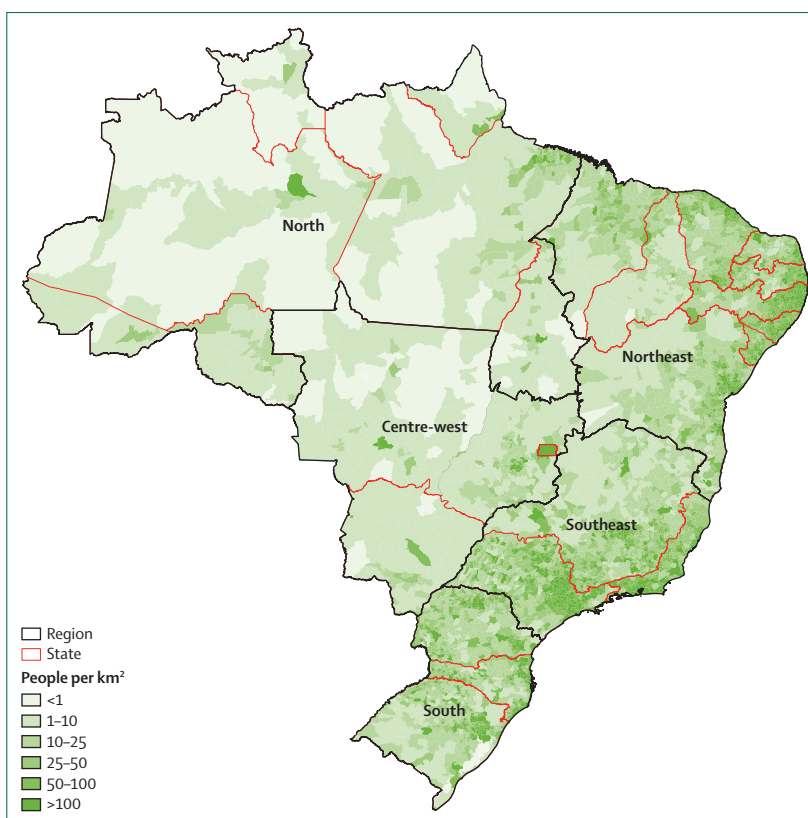 North
Northeast
Centre-west
Southeast
South
Region
State
People per km²
<1
1–10
10–25
25–50
50–100
>100